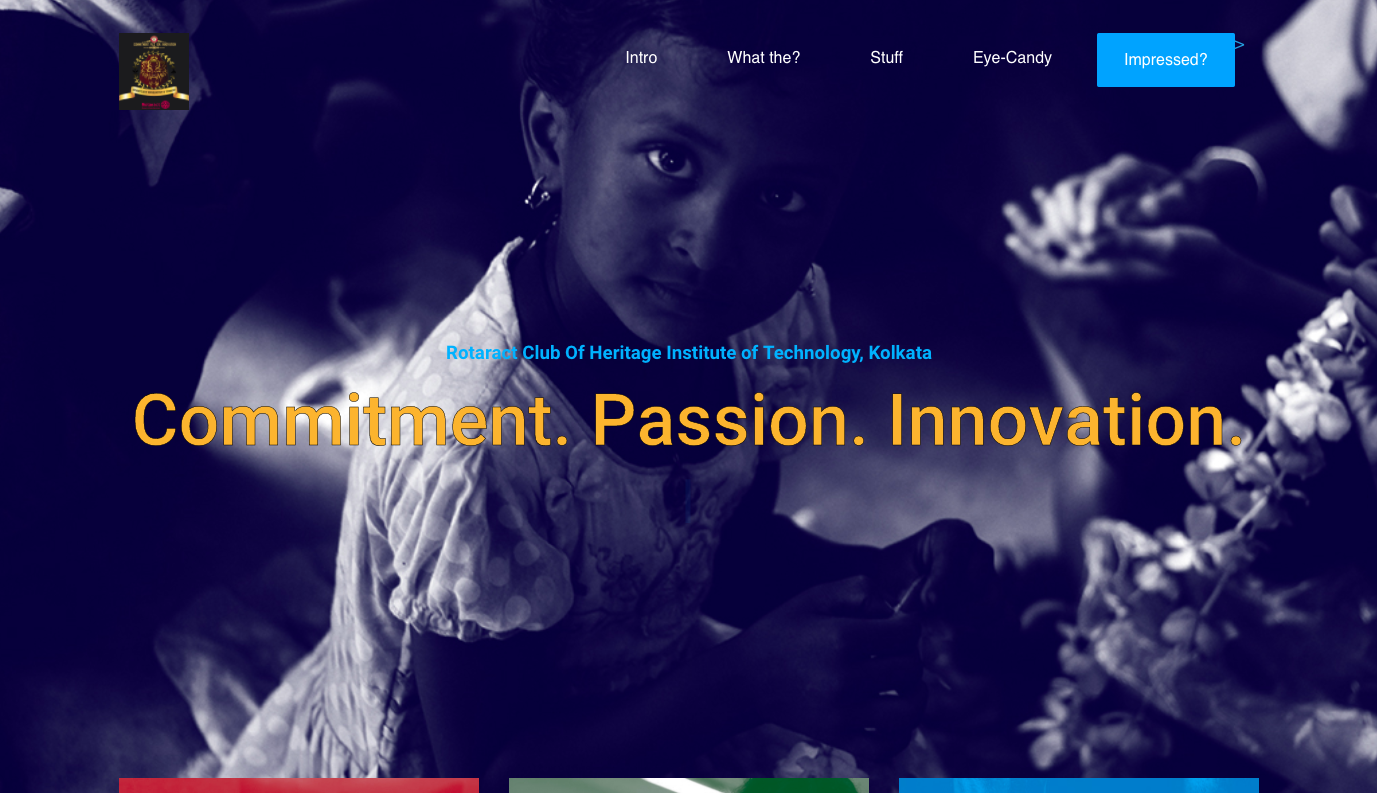 Intro
What the?
Stuff
Eye-Candy
Impressed?
>
Rotaract Club Of Heritage Institute of Technology, Kolkata
Commitment. Passion. Innovation.